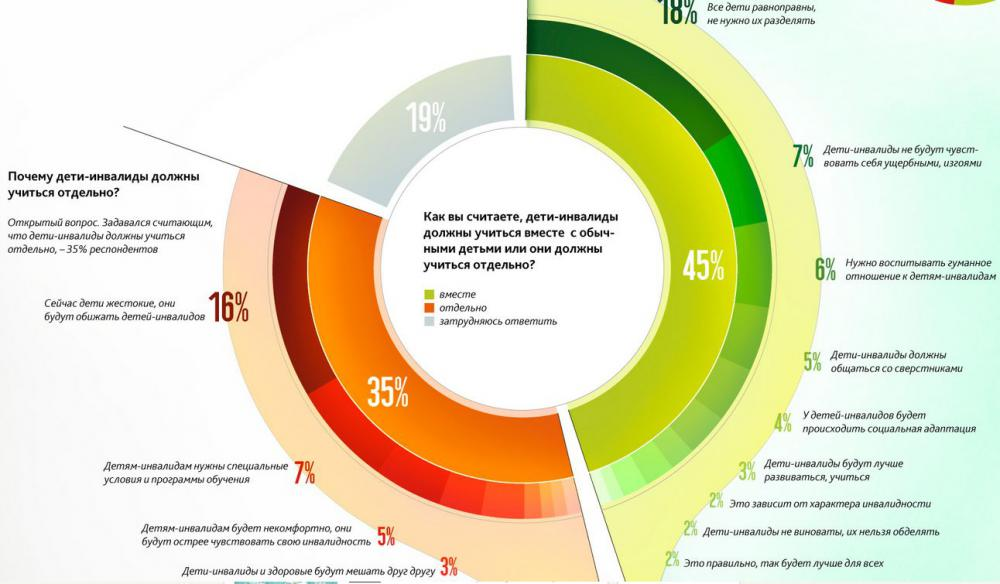 18%
Все дети равноправны,
не нужно их разделять
19%
7%
Дети-инвалиды не будут чувст-
вовать себя ущербными, изгоями
Почему дети-инвалиды должны
учиться отдельно?
Открытый вопрос. Задавался считающим,
что дети-инвалиды должны учиться
отдельно, – 35% респондентов
Как вы считаете, дети-инвалиды
должны учиться вместе с обыч-
ными детьми или они должны
учиться отдельно?
вместе
отдельно
затрудняюсь ответить
45%
6%
Нужно воспитывать гуманное
отношение к детям-инвалидам
Сейчас дети жестокие, они
будут обижать детей-инвалидов
16%
35%
5%
Дети-инвалиды должны
общаться со сверстниками
4%
У детей-инвалидов будет
происходить социальная адаптация
Детям-инвалидам нужны специальные
условия и программы обучения
7%
3%
Дети-инвалиды будут лучше
развиваться, учиться
2%
Это зависит от характера инвалидности
Детям-инвалидам будет некомфортно, они
будут острее чувствовать свою инвалидность
5%
2%
Дети-инвалиды не виноваты, их нельзя обделять
Дети-инвалиды и здоровые будут мешать друг другу
3%
2%
Это правильно, так будет лучше для всех